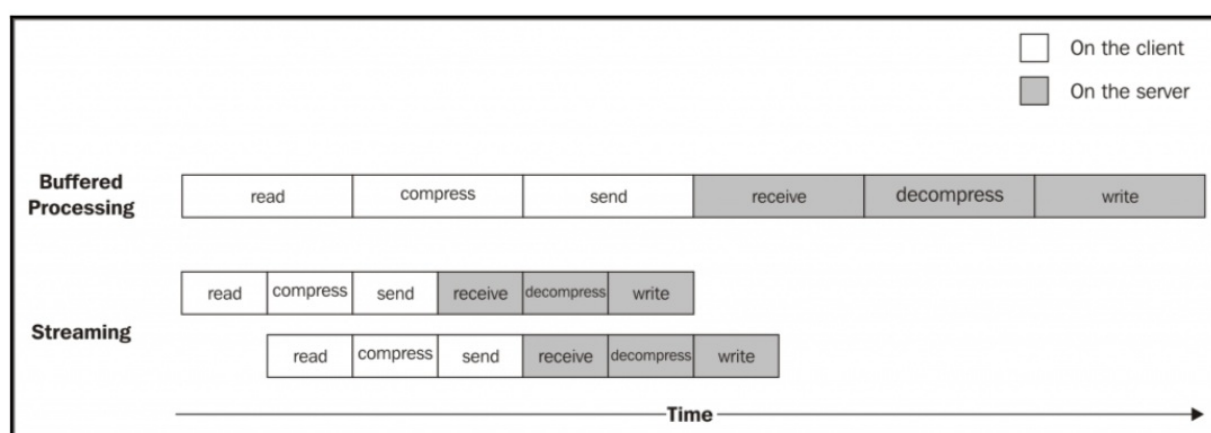 On the client
On the server
Buffered
Processing
read compress send receive decompress write
read compress send receive decompress write
Streaming
read compress send receive decompress write
Time